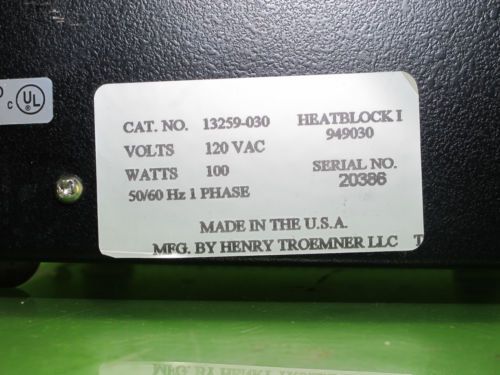 c UL
CAT. NO. 13259-030 HEATBLOCK I
949030
VOLTS 120 VAC
WATTS 100 SERIAL NO.
20386
50/60 Hz 1 PHASE
MADE IN THE U.S.A.
MFG. BY HENRY TROEMNER LLC T